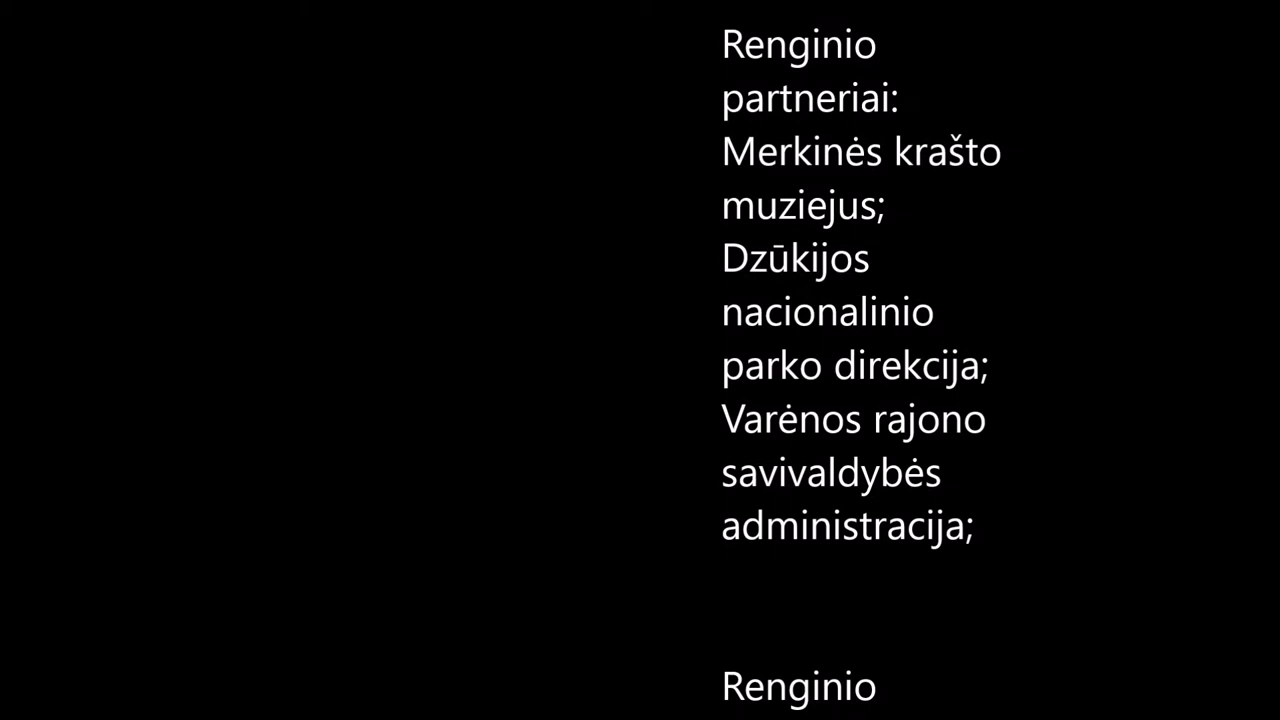 Renginio
partneriai:
Merkinės krašto
muziejus;
Dzūkijos
nacionalinio
parko direkcija;
Varėnos rajono
savivaldybės
administracija;
Renginio